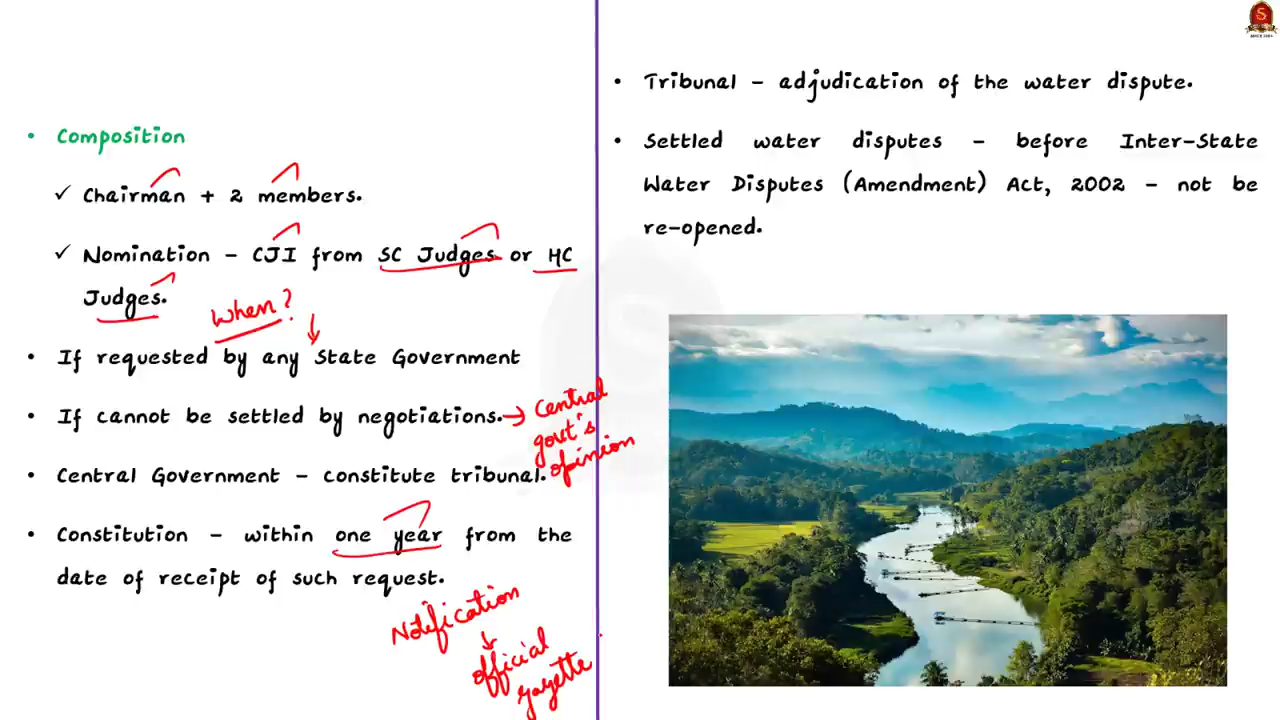 • Composition
✓ Chairman + 2 members.
✓ Nomination – CJI from SC Judges or HC
Judges.
When?
• If requested by any State Government
• If cannot be settled by negotiations. → Central
govt's
opinion
• Central Government – constitute tribunal.
• Constitution – within one year from the
date of receipt of such request.
Notification
official
gazette
• Tribunal – adjudication of the water dispute.
• Settled water disputes – before Inter-State
Water Disputes (Amendment) Act, 2002 – not be
re-opened.
S